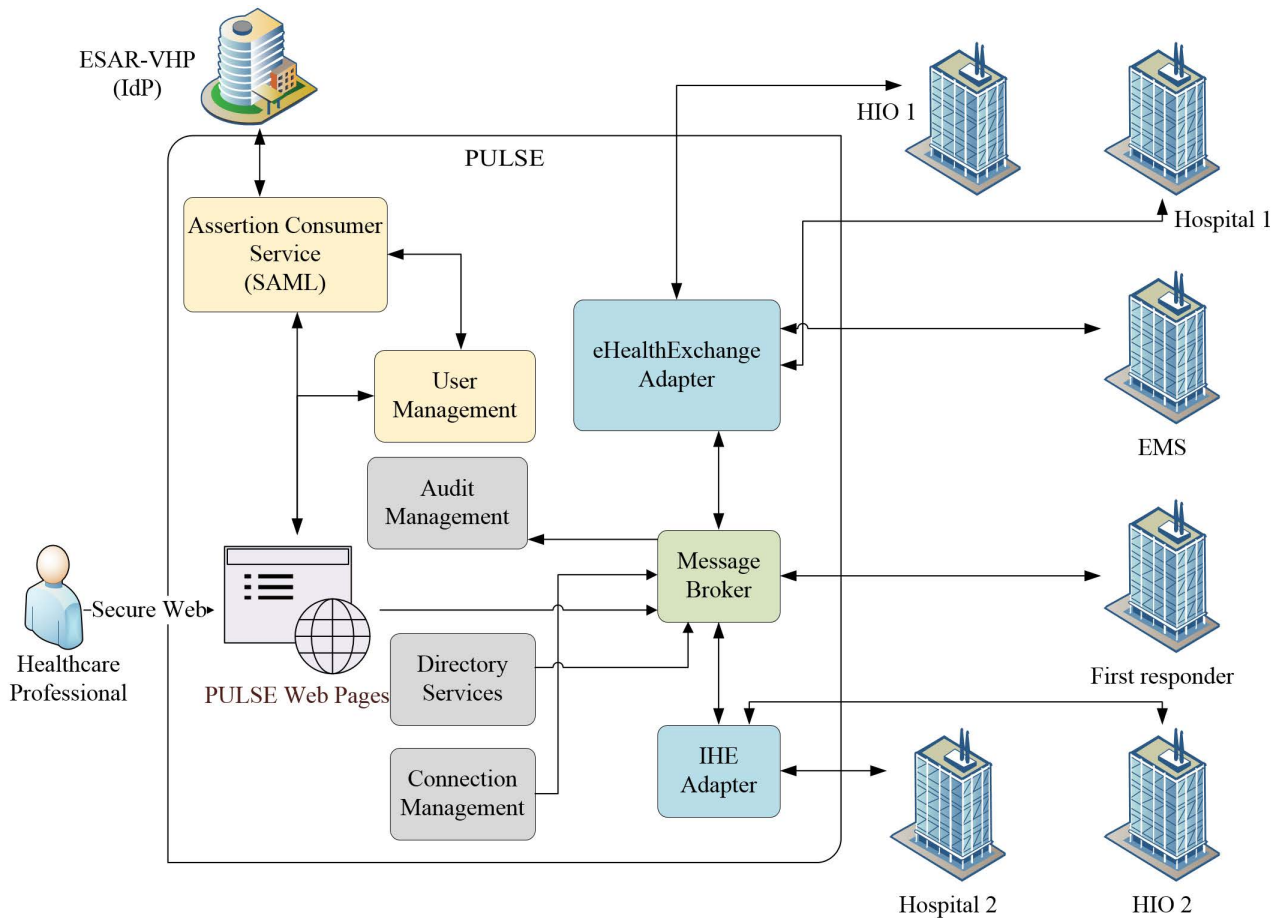 ESAR-VHP
(IdP)
PULSE
HIO 1
Hospital 1
Assertion Consumer
Service
(SAML)
eHealthExchange
Adapter
User
Management
EMS
Audit
Management
Message
Broker
Secure Web
Healthcare
Professional
PULSE Web Pages
Directory
Services
First responder
Connection
Management
IHE
Adapter
Hospital 2
HIO 2